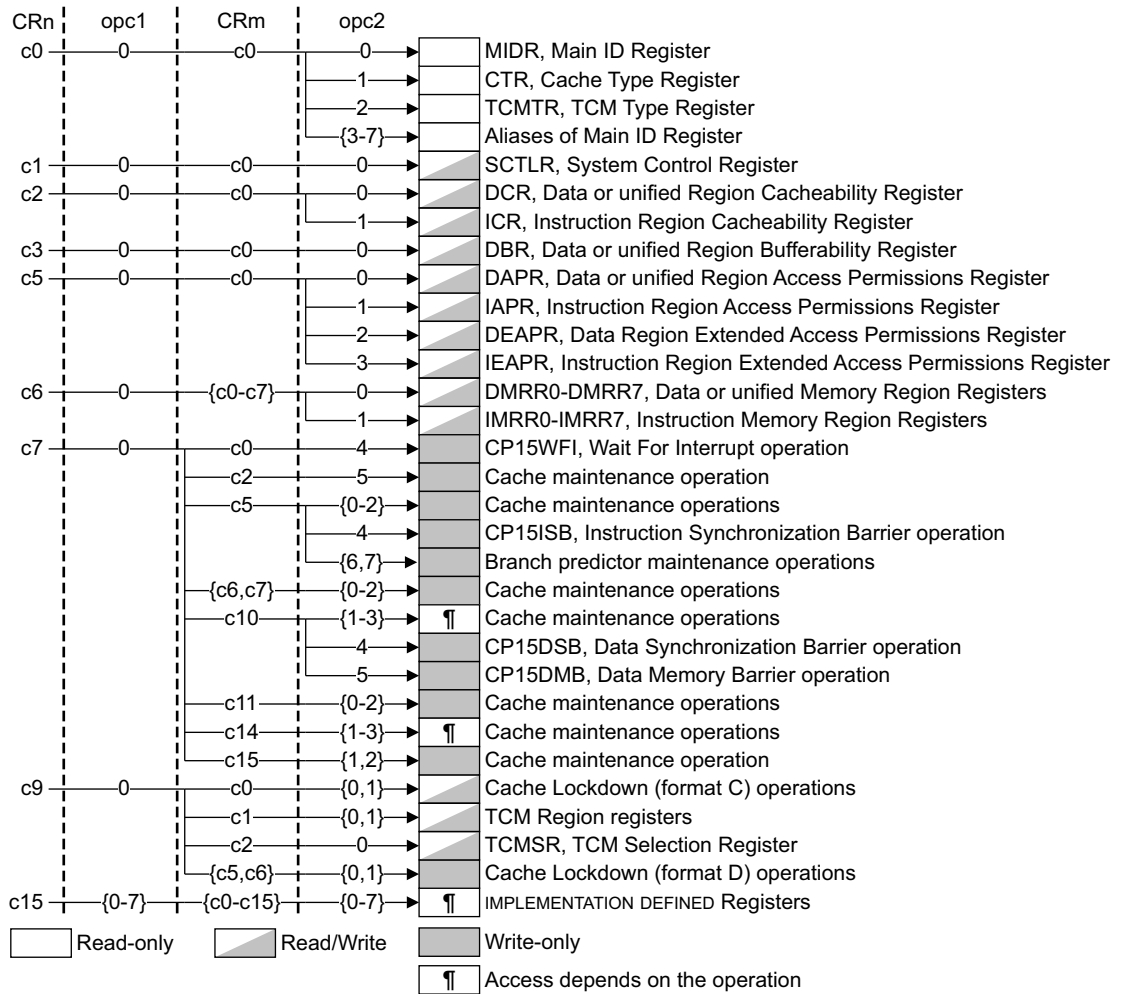 CRn opc1 CRm opc2
c0 0 c0 0 MIDR, Main ID Register
1 CTR, Cache Type Register
2 TCMTR, TCM Type Register
{3-7} Aliases of Main ID Register
c1 0 c0 0 SCTLR, System Control Register
c2 0 c0 0 DCR, Data or unified Region Cacheability Register
1 ICR, Instruction Region Cacheability Register
c3 0 c0 0 DBR, Data or unified Region Bufferability Register
c5 0 c0 0 DAPR, Data or unified Region Access Permissions Register
1 IAPR, Instruction Region Access Permissions Register
2 DEAPR, Data Region Extended Access Permissions Register
3 IEAPR, Instruction Region Extended Access Permissions Register
c6 0 {c0-c7} 0 DMRR0-DMRR7, Data or unified Memory Region Registers
1 IMRR0-IMRR7, Instruction Memory Region Registers
c7 0 c0 4 CP15WFI, Wait For Interrupt operation
c2 5 Cache maintenance operation
c5 {0-2} Cache maintenance operations
4 CP15ISB, Instruction Synchronization Barrier operation
{6,7} Branch predictor maintenance operations
{c6,c7} {0-2} Cache maintenance operations
c10 {1-3} ¶ Cache maintenance operations
4 CP15DSB, Data Synchronization Barrier operation
5 CP15DMB, Data Memory Barrier operation
c11 {0-2} Cache maintenance operations
c14 {1-3} ¶ Cache maintenance operations
c15 {1,2} Cache maintenance operation
c9 0 c0 {0,1} Cache Lockdown (format C) operations
c1 {0,1} TCM Region registers
c2 0 TCMSR, TCM Selection Register
{c5,c6} {0,1} Cache Lockdown (format D) operations
c15 {0-7} {c0-c15} {0-7} ¶ IMPLEMENTATION DEFINED Registers
Read-only Read/Write Write-only
¶ Access depends on the operation